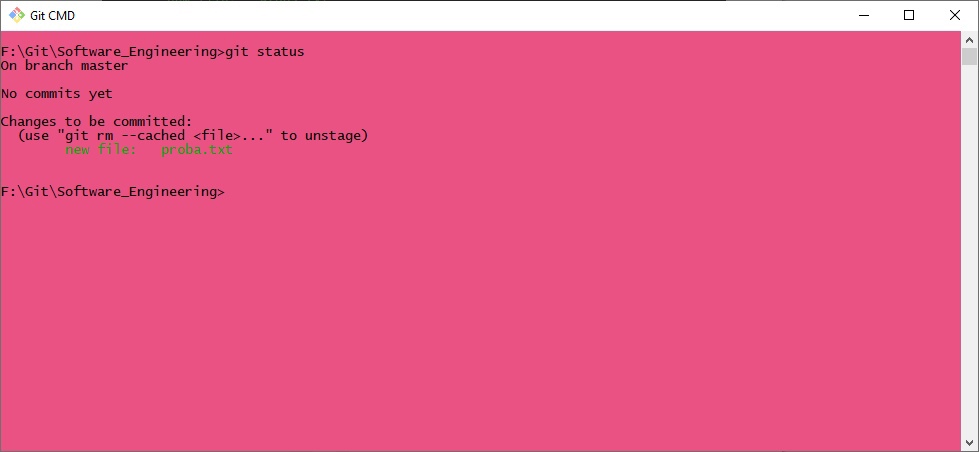 Git CMD
F:\Git\Software_Engineering>git status
On branch master
No commits yet
Changes to be committed:
  (use "git rm --cached <file>..." to unstage)
        new file:   proba.txt
F:\Git\Software_Engineering>